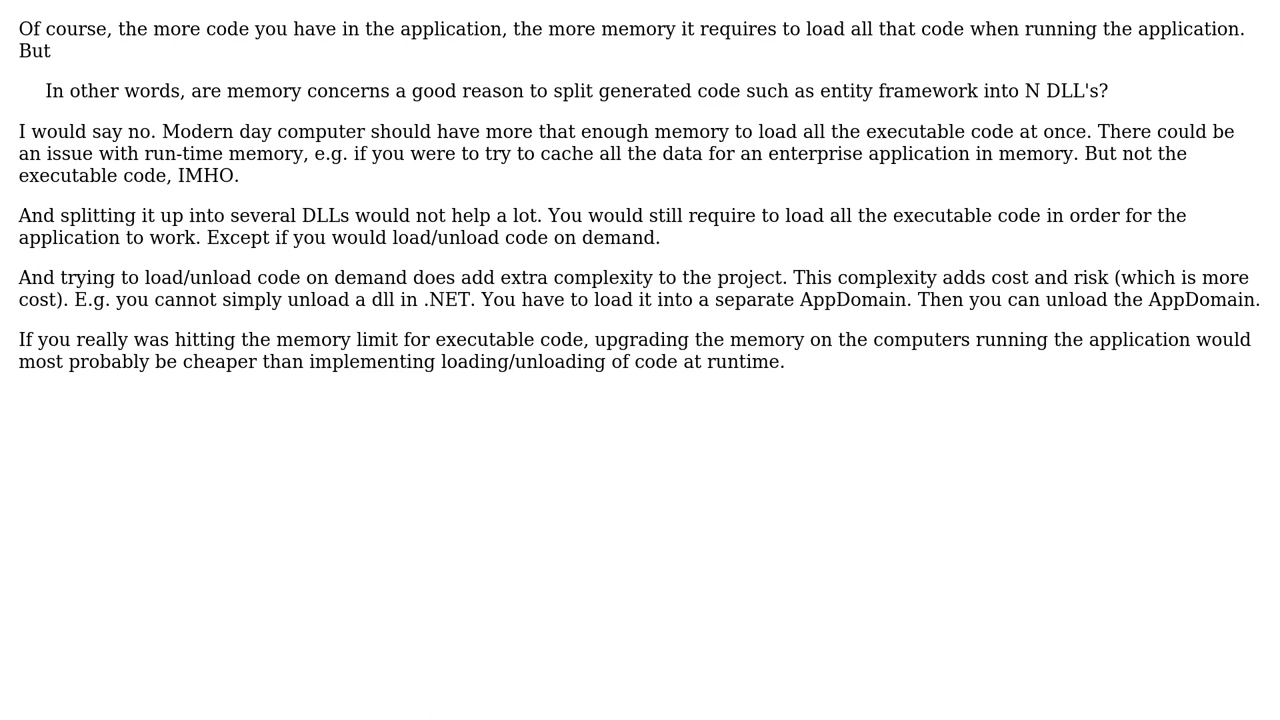 Of course, the more code you have in the application, the more memory it requires to load all that code when running the application.
But
In other words, are memory concerns a good reason to split generated code such as entity framework into N DLL's?
I would say no. Modern day computer should have more that enough memory to load all the executable code at once. There could be
an issue with run-time memory, e.g. if you were to try to cache all the data for an enterprise application in memory. But not the
executable code, IMHO.
And splitting it up into several DLLs would not help a lot. You would still require to load all the executable code in order for the
application to work. Except if you would load/unload code on demand.
And trying to load/unload code on demand does add extra complexity to the project. This complexity adds cost and risk (which is more
cost). E.g. you cannot simply unload a dll in .NET. You have to load it into a separate AppDomain. Then you can unload the AppDomain.
If you really was hitting the memory limit for executable code, upgrading the memory on the computers running the application would
most probably be cheaper than implementing loading/unloading of code at runtime.